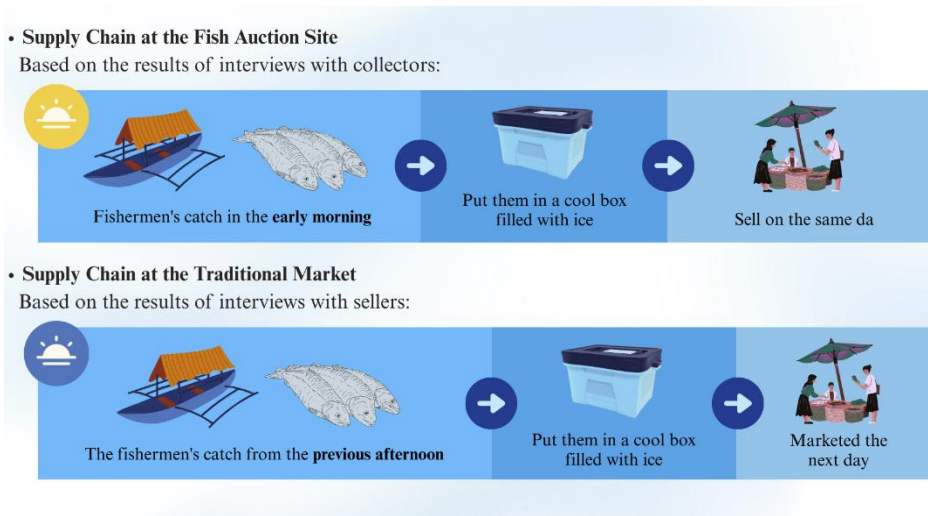 • Supply Chain at the Fish Auction Site
Based on the results of interviews with collectors:
Fishermen's catch in the early morning
Put them in a cool box
filled with ice
Sell on the same da
• Supply Chain at the Traditional Market
Based on the results of interviews with sellers:
The fishermen's catch from the previous afternoon
Put them in a cool box
filled with ice
Marketed the
next day